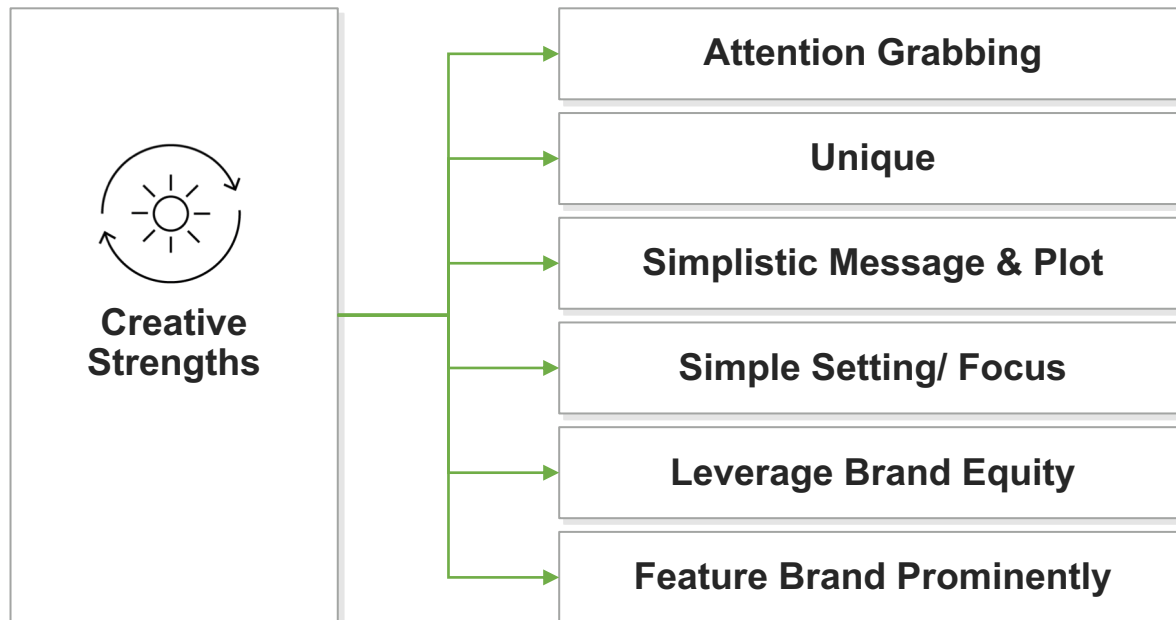 Creative
Strengths
Attention Grabbing
Unique
Simplistic Message & Plot
Simple Setting/ Focus
Leverage Brand Equity
Feature Brand Prominently